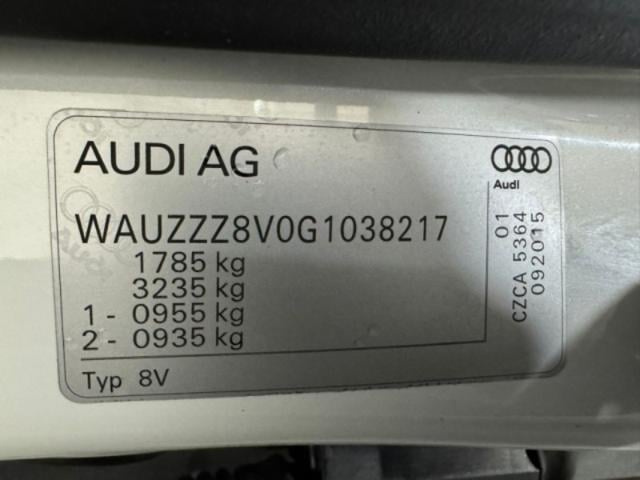 AUDI AG
Audi
WAUZZZ8V0G1038217
1785 kg
3235 kg
1 - 0955 kg
2 - 0935 kg
Typ 8V
01
CZCA 5364
092015